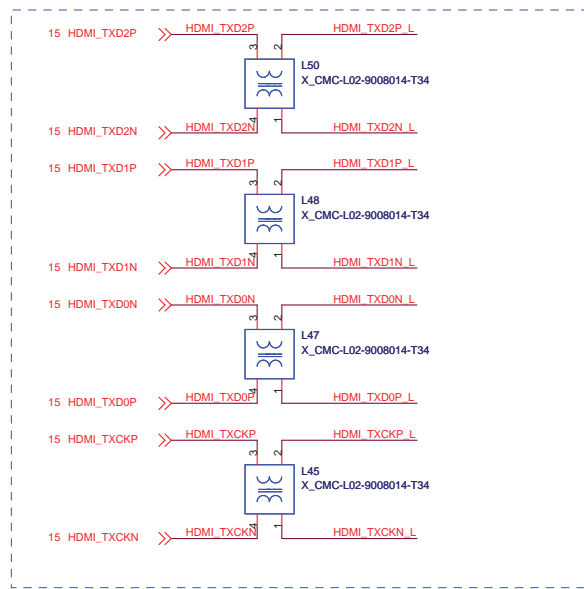 15 HDMI_TXD2P HDMI_TXD2P HDMI_TXD2P_L
3 2
L50
X_CMC-L02-9008014-T34
4 1
15 HDMI_TXD2N HDMI_TXD2N HDMI_TXD2N_L
15 HDMI_TXD1P HDMI_TXD1P HDMI_TXD1P_L
3 2
L48
X_CMC-L02-9008014-T34
4 1
15 HDMI_TXD1N HDMI_TXD1N HDMI_TXD1N_L
15 HDMI_TXD0N HDMI_TXD0N HDMI_TXD0N_L
3 2
L47
X_CMC-L02-9008014-T34
4 1
15 HDMI_TXD0P HDMI_TXD0P HDMI_TXD0P_L
15 HDMI_TXCKP HDMI_TXCKP HDMI_TXCKP_L
3 2
L45
X_CMC-L02-9008014-T34
4 1
15 HDMI_TXCKN HDMI_TXCKN HDMI_TXCKN_L